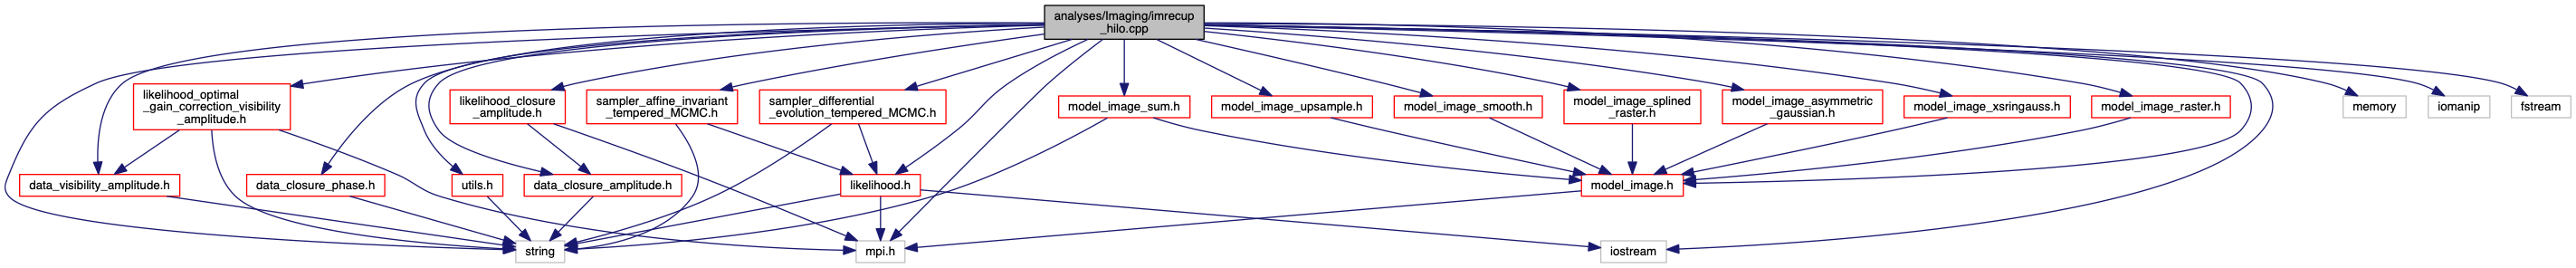 analyses/Imaging/imrecup
_hilo.cpp
likelihood_optimal
_gain_correction_visibility
_amplitude.h
likelihood_closure
_amplitude.h
sampler_affine_invariant
_tempered_MCMC.h
sampler_differential
_evolution_tempered_MCMC.h
model_image_sum.h
model_image_upsample.h
model_image_smooth.h
model_image_splined
_raster.h
model_image_asymmetric
_gaussian.h
model_image_xsringauss.h
model_image_raster.h
memory
iomanip
fstream
data_visibility_amplitude.h
data_closure_phase.h
utils.h
data_closure_amplitude.h
likelihood.h
model_image.h
string
mpi.h
iostream